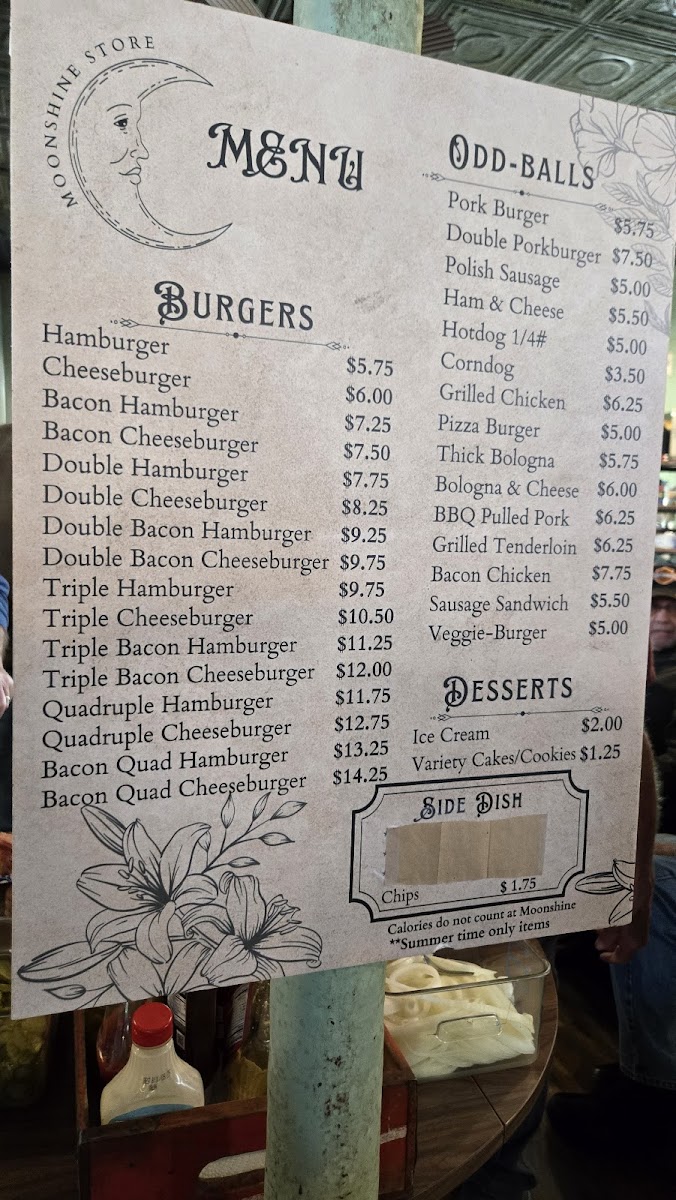 MOONSHINE STORE
MENU
BURGERS
Hamburger $5.75
Cheeseburger $6.00
Bacon Hamburger $7.25
Bacon Cheeseburger $7.50
Double Hamburger $7.75
Double Cheeseburger $8.25
Double Bacon Hamburger $9.25
Double Bacon Cheeseburger $9.75
Triple Hamburger $9.75
Triple Cheeseburger $10.50
Triple Bacon Hamburger $11.25
Triple Bacon Cheeseburger $12.00
Quadruple Hamburger $11.75
Quadruple Cheeseburger $12.75
Bacon Quad Hamburger $13.25
Bacon Quad Cheeseburger $14.25
ODD-BALLS
Pork Burger $5.75
Double Porkburger $7.50
Polish Sausage $5.00
Ham & Cheese $5.50
Hotdog 1/4# $5.00
Corndog $3.50
Grilled Chicken $6.25
Pizza Burger $5.00
Thick Bologna $5.75
Bologna & Cheese $6.00
BBQ Pulled Pork $6.25
Grilled Tenderloin $6.25
Bacon Chicken $7.75
Sausage Sandwich $5.50
Veggie-Burger $5.00
DESSERTS
Ice Cream $2.00
Variety Cakes/Cookies $1.25
SIDE DISH
Chips $ 1.75
Calories do not count at Moonshine
**Summer time only items